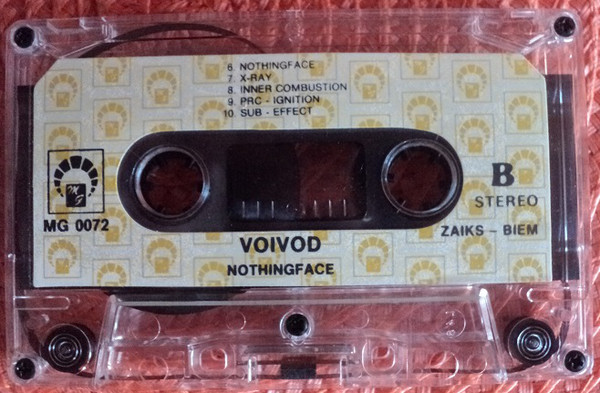 6. NOTHINGFACE
7. X-RAY
8. INNER COMBUSTION
9. PRC - IGNITION
10. SUB - EFFECT
MG
MG 0072
B
STEREO
ZAIKS - BIEM
VOIVOD
NOTHINGFACE